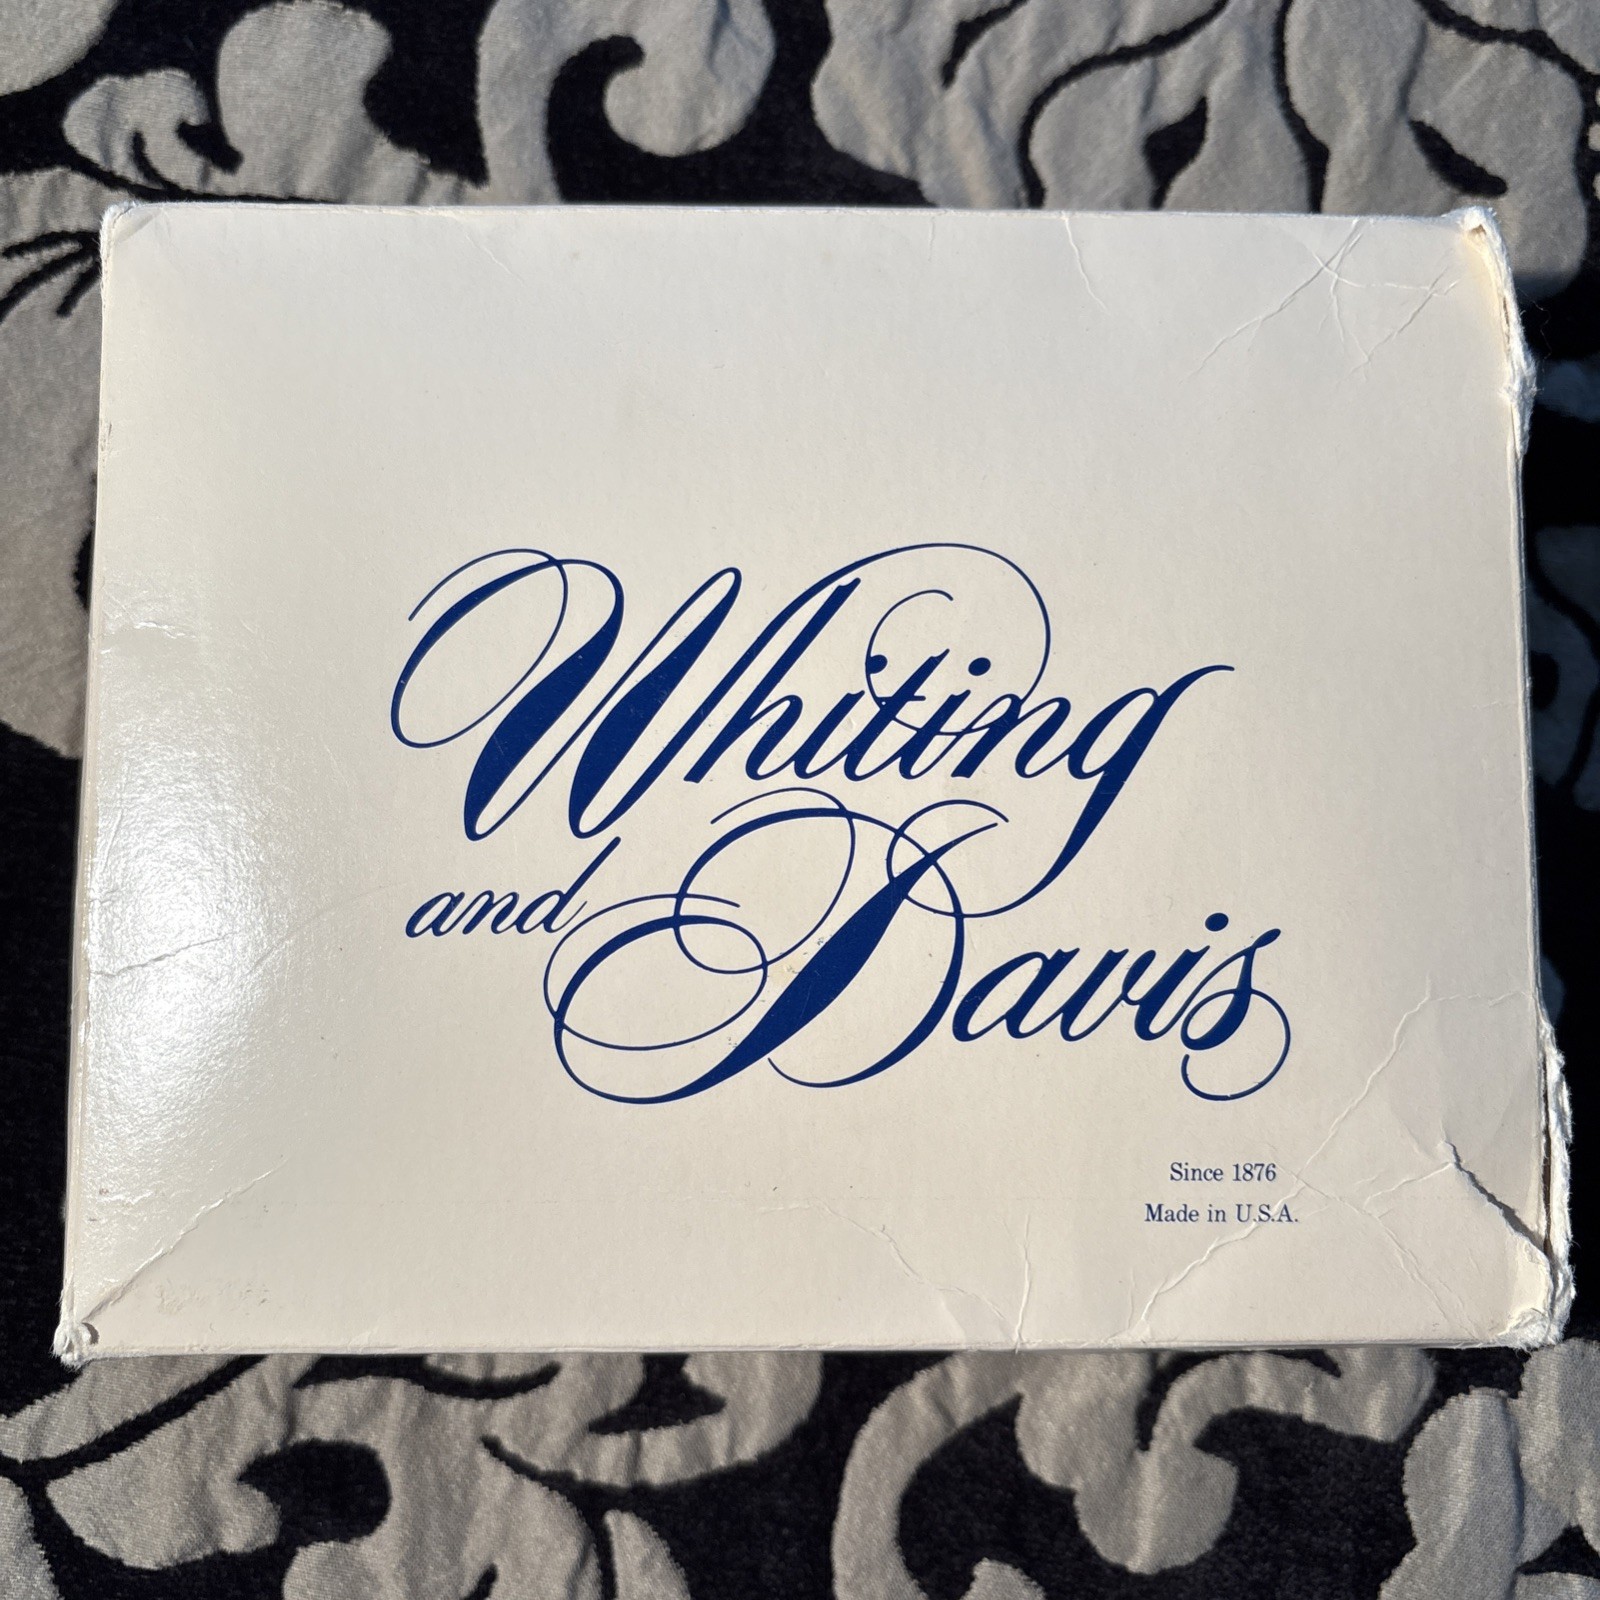 Whiting
and Davis
Since 1876
Made in U.S.A.